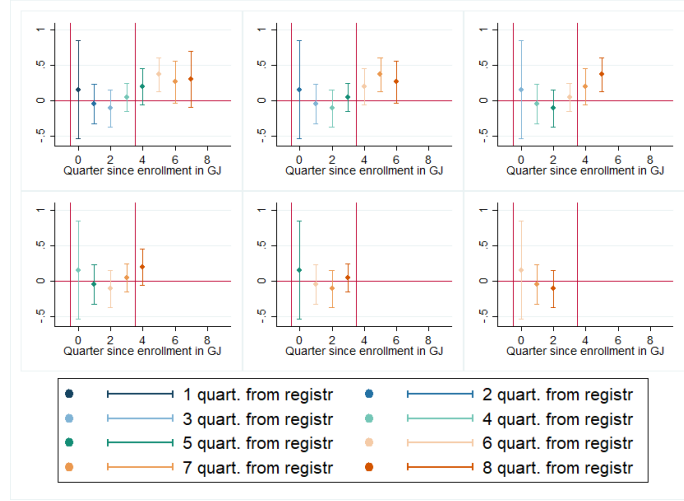 1
.5
0
-.5
0 2 4 6 8
Quarter since enrollment in GJ
1
.5
0
-.5
0 2 4 6 8
Quarter since enrollment in GJ
1
.5
0
-.5
0 2 4 6 8
Quarter since enrollment in GJ
1
.5
0
-.5
0 2 4 6 8
Quarter since enrollment in GJ
1
.5
0
-.5
0 2 4 6 8
Quarter since enrollment in GJ
1
.5
0
-.5
0 2 4 6 8
Quarter since enrollment in GJ
1 quart. from registr 2 quart. from registr
3 quart. from registr 4 quart. from registr
5 quart. from registr 6 quart. from registr
7 quart. from registr 8 quart. from registr